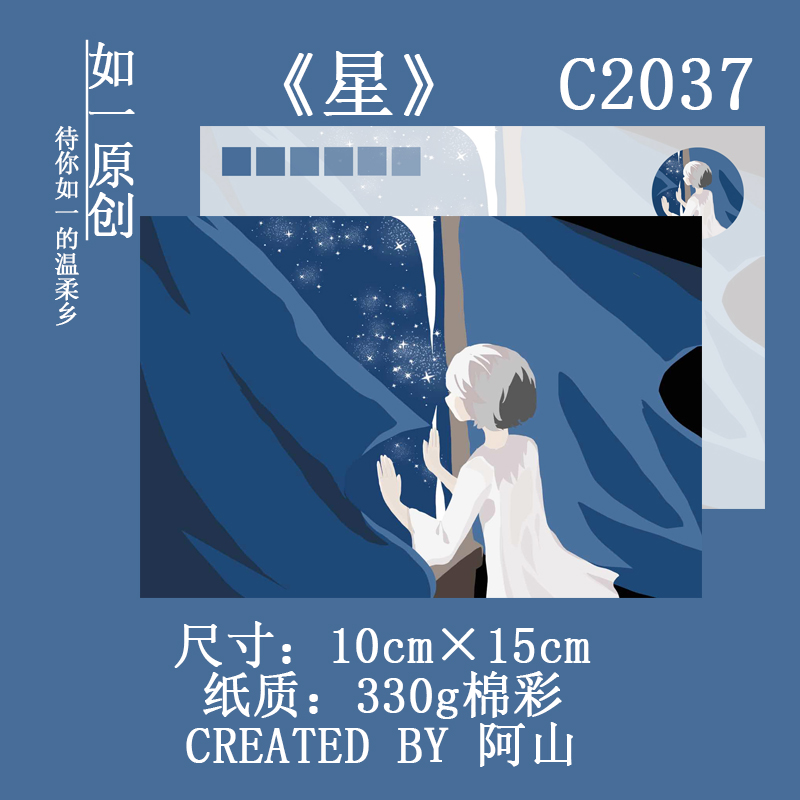 如一原创
待你如一的温柔乡
《星》
C2037
尺寸：10cm×15cm
纸质：330g棉彩
CREATED BY 阿山